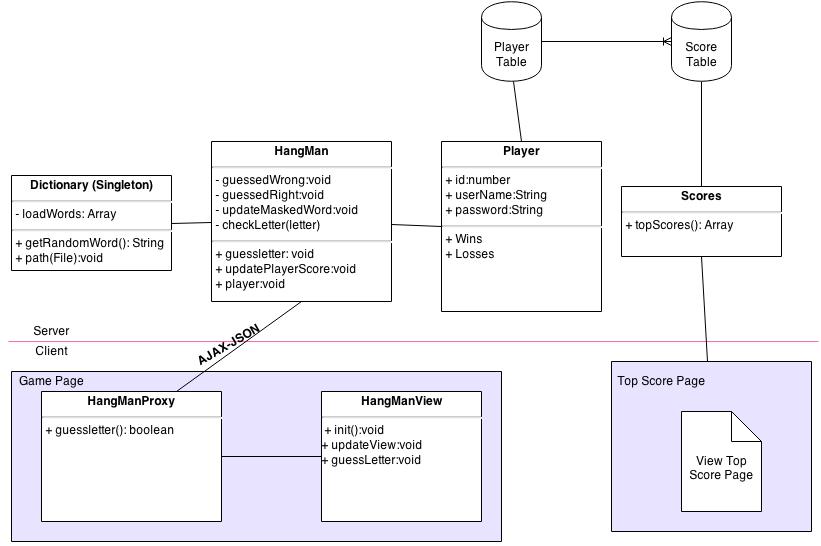 Player
Table
Score
Table
HangMan
- guessedWrong:void
- guessedRight:void
- updateMaskedWord:void
- checkLetter(letter)
+ guessletter: void
+ updatePlayerScore:void
+ player:void
Player
+ id:number
+ userName:String
+ password:String
+ Wins
+ Losses
Dictionary (Singleton)
- loadWords: Array
+ getRandomWord(): String
+ path(File):void
Scores
+ topScores(): Array
Server
Client
AJAX-JSON
Game Page
HangManProxy
+ guessletter(): boolean
HangManView
+ init():void
+ updateView:void
+ guessLetter:void
Top Score Page
View Top
Score Page